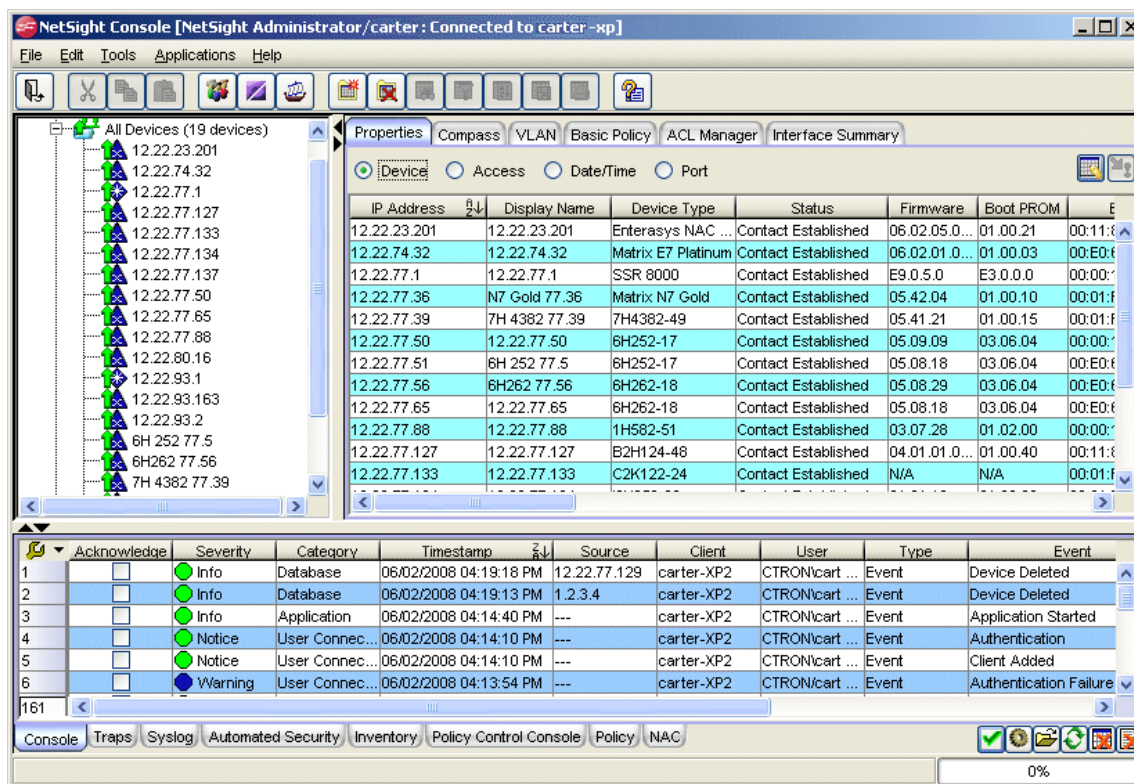 NetSight Console [NetSight Administrator/carter : Connected to carter-xp]
File Edit Tools Applications Help
All Devices (19 devices)
12.22.23.201
12.22.74.32
12.22.77.1
12.22.77.127
12.22.77.133
12.22.77.134
12.22.77.137
12.22.77.50
12.22.77.65
12.22.77.88
12.22.80.16
12.22.93.1
12.22.93.163
12.22.93.2
6H 252 77.5
6H262 77.56
7H 4382 77.39
Properties Compass VLAN Basic Policy ACL Manager Interface Summary
Device Access Date/Time Port
IP Address Display Name Device Type Status Firmware Boot PROM
12.22.23.201 12.22.23.201 Enterasys NAC ... Contact Established 06.02.05.0... 01.00.21 00:11:
12.22.74.32 12.22.74.32 Matrix E7 Platinum Contact Established 06.02.01.0... 01.00.03 00:E0:
12.22.77.1 12.22.77.1 SSR 8000 Contact Established E9.0.5.0 E3.0.0.0 00:00:
12.22.77.36 N7 Gold 77.36 Matrix N7 Gold Contact Established 05.42.04 01.00.10 00:01:
12.22.77.39 7H 4382 77.39 7H4382-49 Contact Established 05.41.21 01.00.15 00:01:
12.22.77.50 12.22.77.50 6H252-17 Contact Established 05.09.09 03.06.04 00:00:
12.22.77.51 6H 252 77.5 6H252-17 Contact Established 05.08.18 03.06.04 00:E0:
12.22.77.56 6H262 77.56 6H262-18 Contact Established 05.08.29 03.06.04 00:E0:
12.22.77.65 12.22.77.65 6H262-18 Contact Established 05.08.18 03.06.04 00:E0:
12.22.77.88 12.22.77.88 1H582-51 Contact Established 03.07.28 01.02.00 00:00:
12.22.77.127 12.22.77.127 B2H124-48 Contact Established 04.01.01.0... 01.00.40 00:11:
12.22.77.133 12.22.77.133 C2K122-24 Contact Established N/A N/A 00:01:
Acknowledge Severity Category Timestamp Source Client User Type Event
1 Info Database 06/02/2008 04:19:18 PM 12.22.77.129 carter-XP2 CTRON\cart ... Event Device Deleted
2 Info Database 06/02/2008 04:19:13 PM 1.2.3.4 carter-XP2 CTRON\cart ... Event Device Deleted
3 Info Application 06/02/2008 04:14:40 PM --- carter-XP2 CTRON\cart ... Event Application Started
4 Notice User Connec... 06/02/2008 04:14:10 PM --- carter-XP2 CTRON\cart ... Event Authentication
5 Notice User Connec... 06/02/2008 04:14:10 PM --- carter-XP2 CTRON\cart ... Event Client Added
6 Warning User Connec... 06/02/2008 04:13:54 PM --- carter-XP2 CTRON/cart ... Event Authentication Failure
161
Console Traps Syslog Automated Security Inventory Policy Control Console Policy NAC
0%